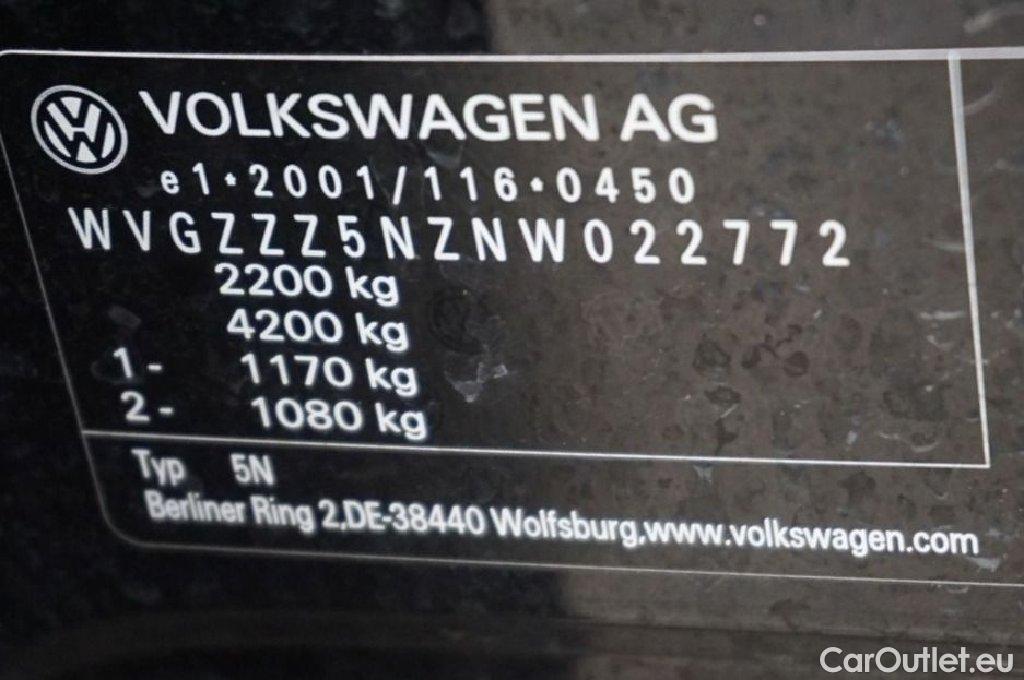 VOLKSWAGEN AG
e1*2001/116*0450
WVGZZZ5NZNW022772
2200 kg
4200 kg
1- 1170 kg
2- 1080 kg
Typ 5N
Berliner Ring 2,DE-38440 Wolfsburg,www.volkswagen.com
CarOutlet.eu